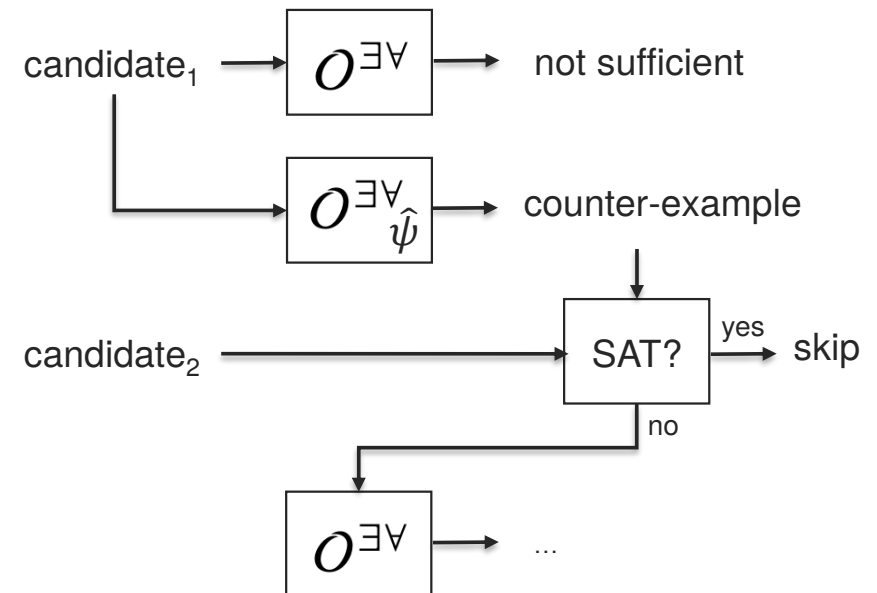 candidate₁ 𝒪^∃∀ not sufficient
𝒪^∃∀_ψ̂ counter-example
candidate₂ SAT? yes skip
no
𝒪^∃∀ ...